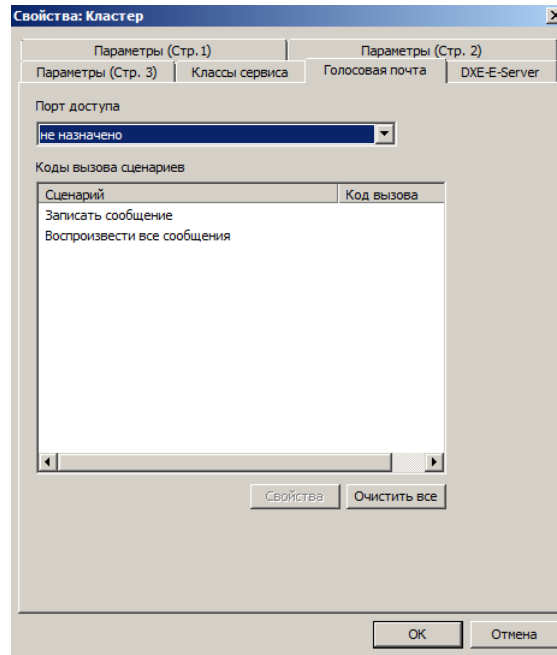 Свойства: Кластер
Параметры (Стр. 1)
Параметры (Стр. 2)
Параметры (Стр. 3)
Классы сервиса
Голосовая почта
DXE-E-Server
Порт доступа
не назначено
Коды вызова сценариев
Сценарий
Код вызова
Записать сообщение
Воспроизвести все сообщения
Свойства
Очистить все
ОК
Отмена